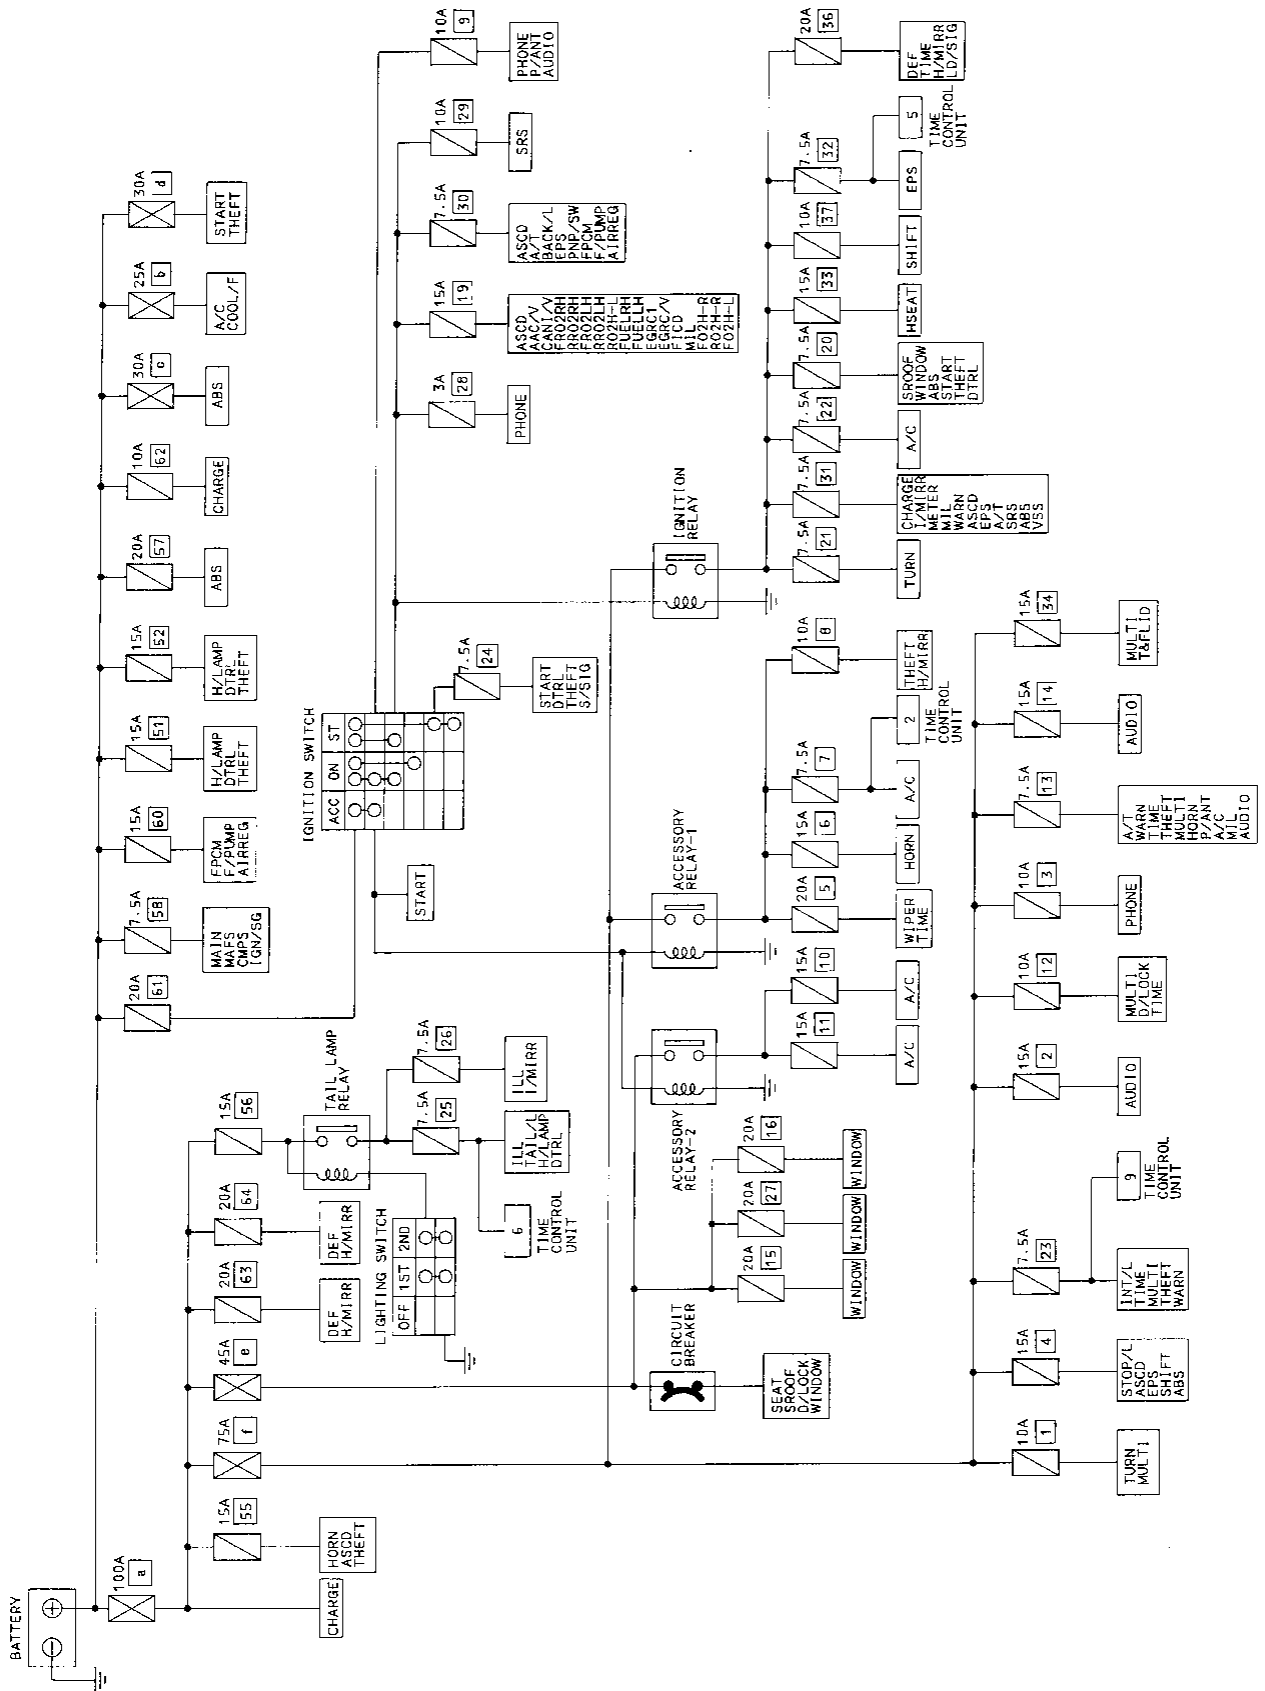 BATTERY
100A
a
CHARGE
15A
55
HORN
ASCD
THEFT
75A
f
45A
e
20A
63
DEF
H/MIRR
20A
64
DEF
H/MIRR
15A
56
TAIL LAMP
RELAY
7.5A
25
ILL
TAIL/L
H/LAMP
DTRL
7.5A
26
ILL
I/MIRR
6
TIME
CONTROL
UNIT
LIGHTING SWITCH
OFF
1ST
2ND
20A
61
7.5A
58
MAIN
MAFS
CMPS
IGN/SG
15A
60
FPCM
F/PUMP
AIRREG
15A
51
H/LAMP
DTRL
THEFT
15A
52
H/LAMP
DTRL
THEFT
20A
57
ABS
10A
62
CHARGE
30A
c
ABS
25A
b
A/C
COOL/F
30A
d
START
THEFT
IGNITION SWITCH
ACC
ON
ST
START
7.5A
24
START
DTRL
THEFT
S/SIG
3A
28
PHONE
15A
19
ASCD
AAC/V
CANI/V
FRO2RH
RRO2RH
FRO2LH
RRO2LH
RO2H-L
FUELRH
FUELLH
EGRC1
EGRC/V
FICD
MIL
FO2H-R
RO2H-R
FO2H-L
7.5A
30
ASCD
A/T
BACK/L
EPS
PNP/SW
FPCM
F/PUMP
AIRREG
10A
29
SRS
10A
9
PHONE
P/ANT
AUDIO
CIRCUIT
BREAKER
SEAT
SROOF
D/LOCK
WINDOW
20A
15
WINDOW
20A
27
WINDOW
20A
16
WINDOW
ACCESSORY
RELAY-2
15A
11
A/C
15A
10
A/C
ACCESSORY
RELAY-1
20A
5
WIPER
TIME
15A
6
HORN
7.5A
7
A/C
2
TIME
CONTROL
UNIT
10A
8
THEFT
H/MIRR
IGNITION
RELAY
7.5A
21
TURN
7.5A
31
CHARGE
I/MIRR
METER
MIL
WARN
ASCD
EPS
A/T
SRS
ABS
VSS
7.5A
22
A/C
7.5A
20
SROOF
WINDOW
ABS
START
THEFT
DTRL
15A
33
HSEAT
10A
37
SHIFT
7.5A
32
EPS
5
TIME
CONTROL
UNIT
20A
36
DEF
TIME
H/MIRR
LD/SIG
10A
1
TURN
MULTI
15A
4
STOP/L
ASCD
EPS
SHIFT
ABS
7.5A
23
INT/L
TIME
MULTI
THEFT
WARN
9
TIME
CONTROL
UNIT
15A
2
AUDIO
10A
12
MULTI
D/LOCK
TIME
10A
3
PHONE
7.5A
13
A/T
WARN
TIME
THEFT
MULTI
HORN
P/ANT
A/C
MIL
AUDIO
15A
14
AUDIO
15A
34
MULTI
T&FLID